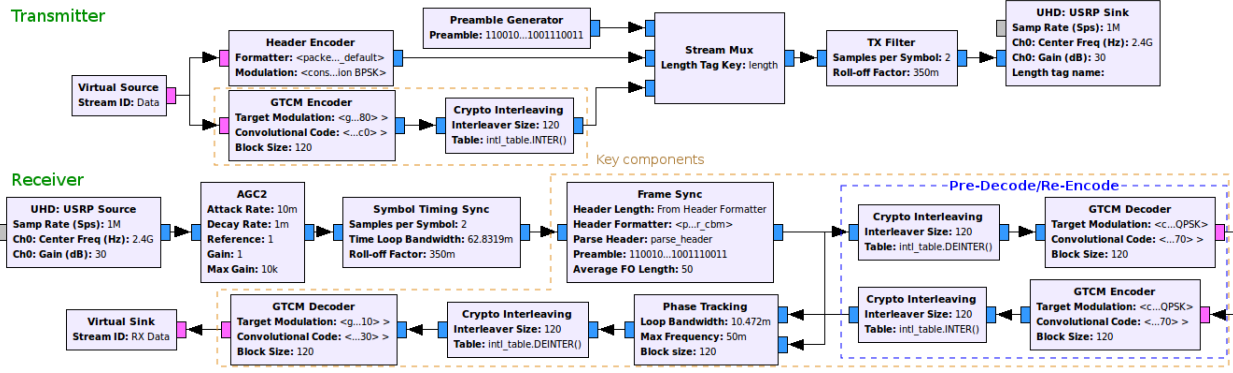 Transmitter
Preamble Generator
Preamble: 110010...1001110011
Header Encoder
Formatter: <packe..._default>
Modulation: <cons...ion BPSK>
Virtual Source
Stream ID: Data
GTCM Encoder
Target Modulation: <g...80> >
Convolutional Code: <...c0> >
Block Size: 120
Crypto Interleaving
Interleaver Size: 120
Table: intl_table.INTER()
Stream Mux
Length Tag Key: length
TX Filter
Samples per Symbol: 2
Roll-off Factor: 350m
UHD: USRP Sink
Samp Rate (Sps): 1M
Ch0: Center Freq (Hz): 2.4G
Ch0: Gain (dB): 30
Length tag name:
Key components
Receiver
UHD: USRP Source
Samp Rate (Sps): 1M
Ch0: Center Freq (Hz): 2.4G
Ch0: Gain (dB): 30
AGC2
Attack Rate: 10m
Decay Rate: 1m
Reference: 1
Gain: 1
Max Gain: 10k
Symbol Timing Sync
Samples per Symbol: 2
Time Loop Bandwidth: 62.8319m
Roll-off Factor: 350m
Frame Sync
Header Length: From Header Formatter
Header Formatter: <p...r_cbm>
Parse Header: parse_header
Preamble: 110010...1001110011
Average FO Length: 50
Pre-Decode/Re-Encode
Crypto Interleaving
Interleaver Size: 120
Table: intl_table.DEINTER()
GTCM Decoder
Target Modulation: <c...QPSK>
Convolutional Code: <...70> >
Block Size: 120
GTCM Encoder
Target Modulation: <c...QPSK>
Convolutional Code: <...70> >
Block Size: 120
Crypto Interleaving
Interleaver Size: 120
Table: intl_table.INTER()
Phase Tracking
Loop Bandwidth: 10.472m
Max Frequency: 50m
Block size: 120
Crypto Interleaving
Interleaver Size: 120
Table: intl_table.DEINTER()
GTCM Decoder
Target Modulation: <g...10> >
Convolutional Code: <...30> >
Block Size: 120
Virtual Sink
Stream ID: RX Data